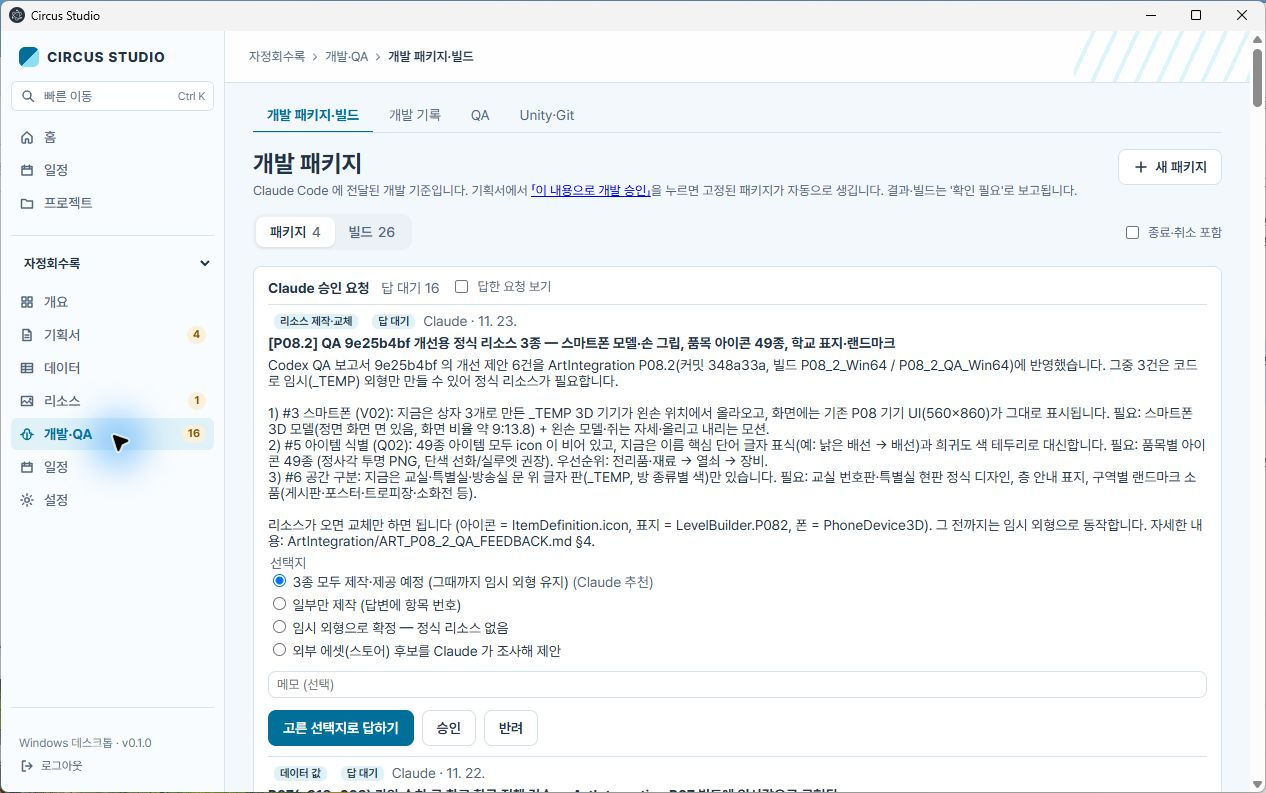 Circus Studio
CIRCUS STUDIO
빠른 이동 Ctrl K
홈
일정
프로젝트
자정회수록
개요
기획서 4
데이터
리소스 1
개발·QA 16
일정
설정
Windows 데스크톱 · v0.1.0
로그아웃
자정회수록 > 개발·QA > 개발 패키지·빌드
개발 패키지·빌드 개발 기록 QA Unity·Git
개발 패키지
+ 새 패키지
Claude Code 에 전달된 개발 기준입니다. 기획서에서 「이 내용으로 개발 승인」을 누르면 고정된 패키지가 자동으로 생깁니다. 결과·빌드는 '확인 필요'로 보고됩니다.
패키지 4 빌드 26
종료·취소 포함
Claude 승인 요청 답 대기 16 답한 요청 보기
리소스 제작·교체 답 대기 Claude · 11. 23.
[P08.2] QA 9e25b4bf 개선용 정식 리소스 3종 — 스마트폰 모델·손 그립, 품목 아이콘 49종, 학교 표지·랜드마크
Codex QA 보고서 9e25b4bf 의 개선 제안 6건을 ArtIntegration P08.2(커밋 348a33a, 빌드 P08_2_Win64 / P08_2_QA_Win64)에 반영했습니다. 그중 3건은 코드
로 임시(_TEMP) 외형만 만들 수 있어 정식 리소스가 필요합니다.
1) #3 스마트폰 (V02): 지금은 상자 3개로 만든 _TEMP 3D 기기가 왼손 위치에서 올라오고, 화면에는 기존 P08 기기 UI(560×860)가 그대로 표시됩니다. 필요: 스마트폰
3D 모델(정면 화면 면 있음, 화면 비율 약 9:13.8) + 왼손 모델·쥐는 자세·올리고 내리는 모션.
2) #5 아이템 식별 (Q02): 49종 아이템 모두 icon 이 비어 있고, 지금은 이름 핵심 단어 글자 표식(예: 낡은 배선 → 배선)과 희귀도 색 테두리로 대신합니다. 필요: 품목별 아이
콘 49종 (정사각 투명 PNG, 단색 선화/실루엣 권장). 우선순위: 전리품·재료 → 열쇠 → 장비.
3) #6 공간 구분: 지금은 교실·특별실·방송실 문 위 글자 판(_TEMP, 방 종류별 색)만 있습니다. 필요: 교실 번호판·특별실 현판 정식 디자인, 층 안내 표지, 구역별 랜드마크 소
품(게시판·포스터·트로피장·소화전 등).
리소스가 오면 교체만 하면 됩니다 (아이콘 = ItemDefinition.icon, 표지 = LevelBuilder.P082, 폰 = PhoneDevice3D). 그 전까지는 임시 외형으로 동작합니다. 자세한 내
용: ArtIntegration/ART_P08_2_QA_FEEDBACK.md §4.
선택지
3종 모두 제작·제공 예정 (그때까지 임시 외형 유지) (Claude 추천)
일부만 제작 (답변에 항목 번호)
임시 외형으로 확정 — 정식 리소스 없음
외부 에셋(스토어) 후보를 Claude 가 조사해 제안
메모 (선택)
고른 선택지로 답하기 승인 반려
데이터 값 답 대기 Claude · 11. 22.